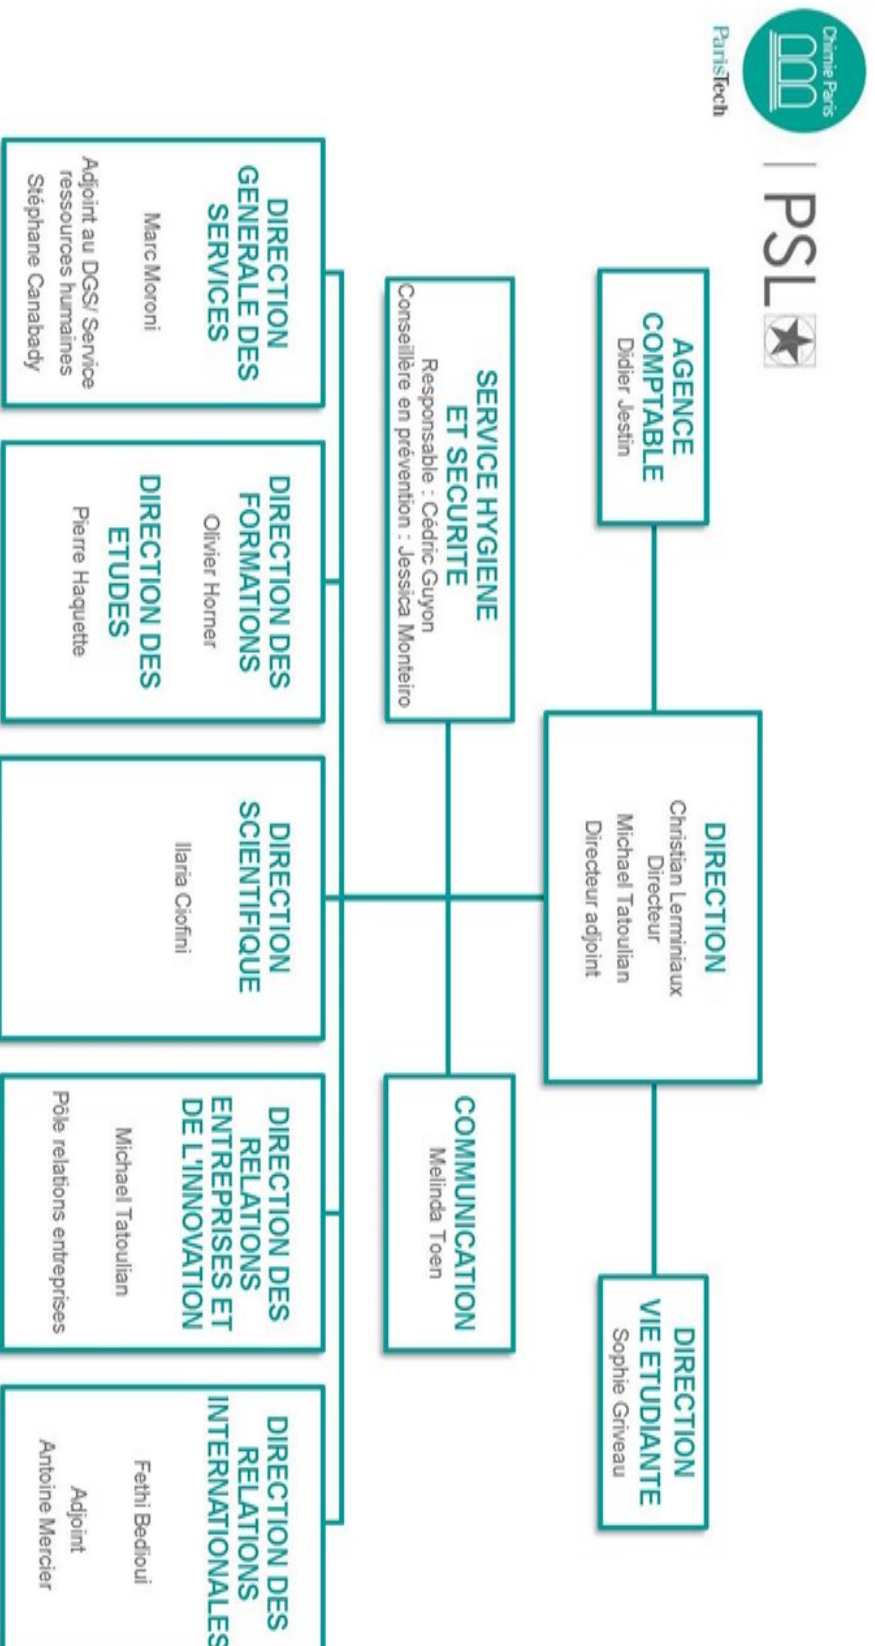 Chimie Paris
ParisTech
PSL
DIRECTION
Christian Lerminiaux
Directeur
Michael Tatoulian
Directeur adjoint
AGENCE
COMPTABLE
Didier Jestin
DIRECTION
VIE ETUDIANTE
Sophie Griveau
SERVICE HYGIENE
ET SECURITE
Responsable : Cédric Guyon
Conseillère en prévention : Jessica Monteiro
COMMUNICATION
Melinda Toen
DIRECTION
GENERALE DES
SERVICES
Marc Moroni
Adjoint au DGS/ Service
ressources humaines
Stéphane Canabady
DIRECTION DES
FORMATIONS
Olivier Horner
DIRECTION DES
ETUDES
Pierre Haquette
DIRECTION
SCIENTIFIQUE
Ilaria Ciofini
DIRECTION DES
RELATIONS
ENTREPRISES ET
DE L'INNOVATION
Michael Tatoulian
Pôle relations entreprises
DIRECTION DES
RELATIONS
INTERNATIONALES
Fethi Bedioui
Adjoint
Antoine Mercier